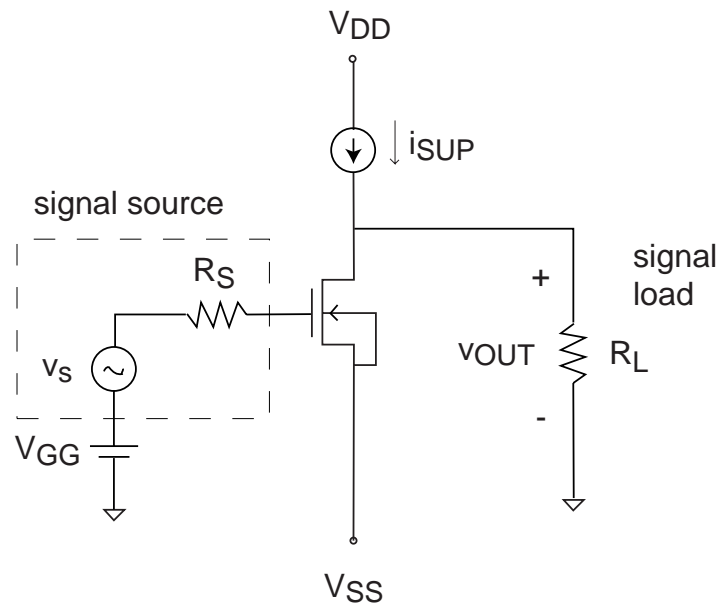 VDD
iSUP
signal source
RS
signal
load
+
vs
vOUT
RL
-
VGG
VSS